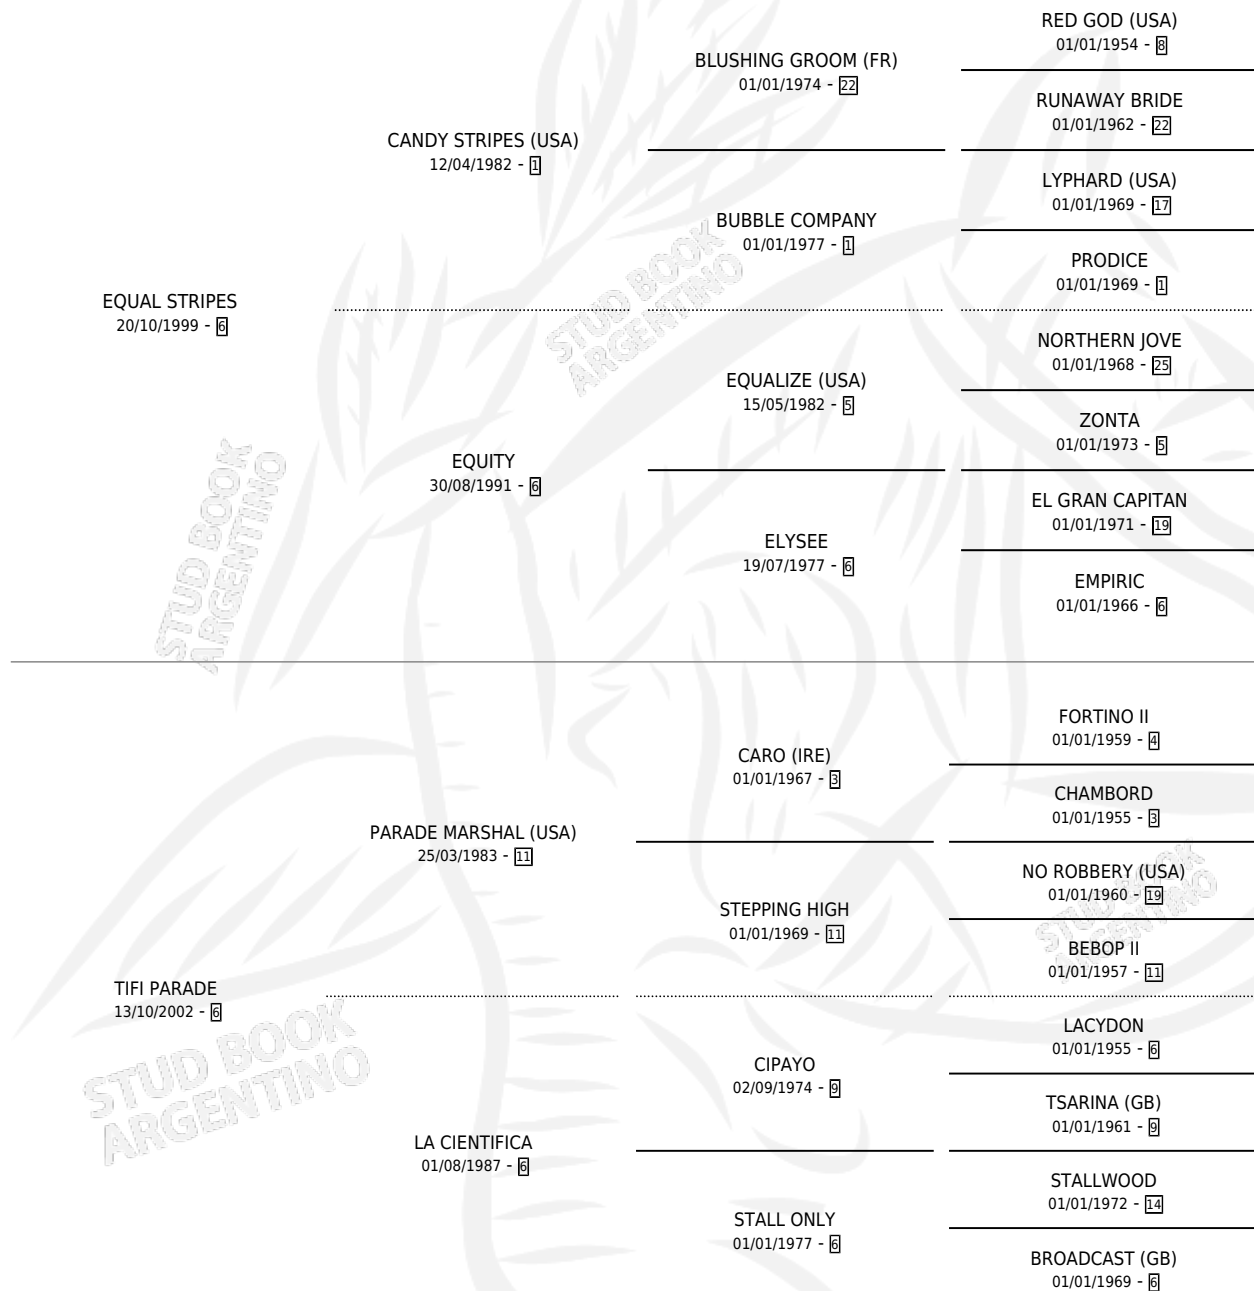 RED GOD (USA)
01/01/1954 - 8
BLUSHING GROOM (FR)
01/01/1974 - 22
RUNAWAY BRIDE
01/01/1962 - 22
CANDY STRIPES (USA)
12/04/1982 - 1
LYPHARD (USA)
01/01/1969 - 17
BUBBLE COMPANY
01/01/1977 - 1
PRODICE
01/01/1969 - 1
EQUAL STRIPES
20/10/1999 - 6
STUD BOOK
ARGENTINO
NORTHERN JOVE
01/01/1968 - 25
EQUALIZE (USA)
15/05/1982 - 5
ZONTA
01/01/1973 - 5
EQUITY
30/08/1991 - 6
EL GRAN CAPITAN
01/01/1971 - 19
ELYSEE
19/07/1977 - 6
EMPIRIC
01/01/1966 - 6
STUD BOOK
ARGENTINO
FORTINO II
01/01/1959 - 4
CARO (IRE)
01/01/1967 - 3
CHAMBORD
01/01/1955 - 3
PARADE MARSHAL (USA)
25/03/1983 - 11
NO ROBBERY (USA)
01/01/1960 - 19
STEPPING HIGH
01/01/1969 - 11
STUD BOOK
ARGENTINO
BEBOP II
01/01/1957 - 11
TIFI PARADE
13/10/2002 - 6
STUD BOOK
ARGENTINO
LACYDON
01/01/1955 - 6
CIPAYO
02/09/1974 - 9
TSARINA (GB)
01/01/1961 - 9
LA CIENTIFICA
01/08/1987 - 6
STALLWOOD
01/01/1972 - 14
STALL ONLY
01/01/1977 - 6
BROADCAST (GB)
01/01/1969 - 6